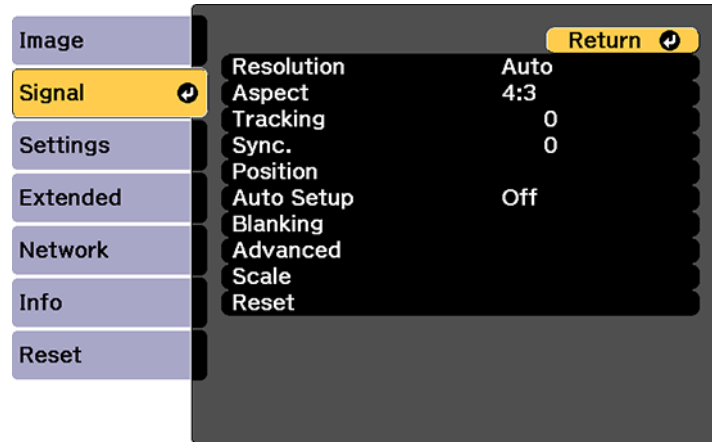 Image
Signal
Settings
Extended
Network
Info
Reset
Return
Resolution Auto
Aspect 4:3
Tracking 0
Sync. 0
Position
Auto Setup Off
Blanking
Advanced
Scale
Reset